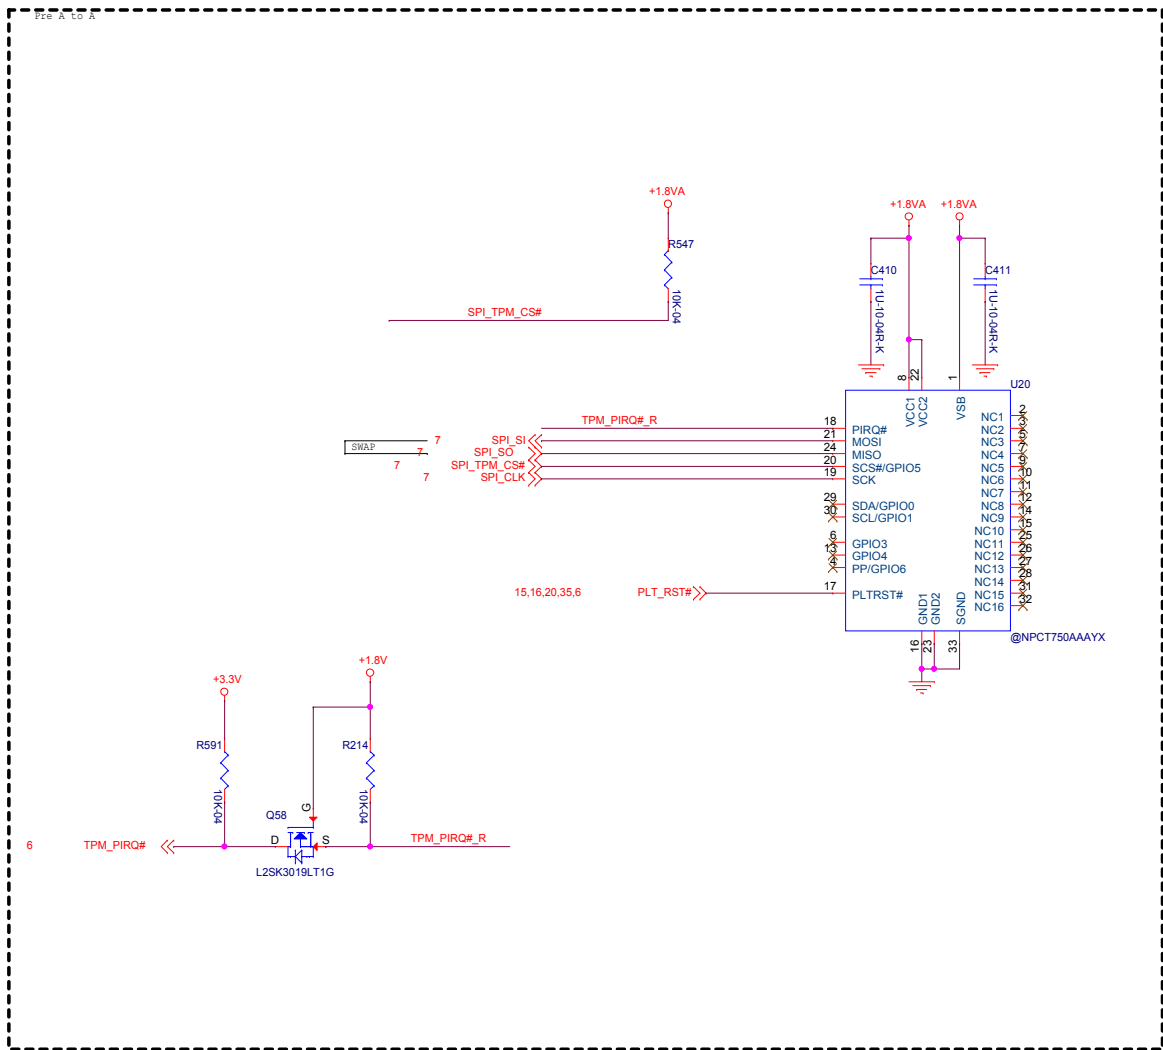 Pre A to A
+1.8VA
R547
10K-04
SPI_TPM_CS#
+1.8VA
+1.8VA
C410
1U-10-04R-K
C411
1U-10-04R-K
8
22
1
U20
VCC1
VCC2
VSB
TPM_PIRQ#_R
18
PIRQ#
SWAP
7
SPI_SI
21
MOSI
7
SPI_SO
24
MISO
7
SPI_TPM_CS#
20
SCS#/GPIO5
7
SPI_CLK
19
SCK
29
SDA/GPIO0
30
SCL/GPIO1
6
GPIO3
13
GPIO4
4
PP/GPIO6
15,16,20,35,6
PLT_RST#
17
PLTRST#
NC1
2
NC2
3
NC3
5
NC4
7
NC5
9
NC6
10
NC7
11
NC8
12
NC9
14
NC10
15
NC11
25
NC12
26
NC13
27
NC14
28
NC15
31
NC16
32
GND1
GND2
SGND
16
23
33
@NPCT750AAAYX
+3.3V
+1.8V
R591
10K-04
R214
10K-04
Q58
G
D
S
6
TPM_PIRQ#
TPM_PIRQ#_R
L2SK3019LT1G